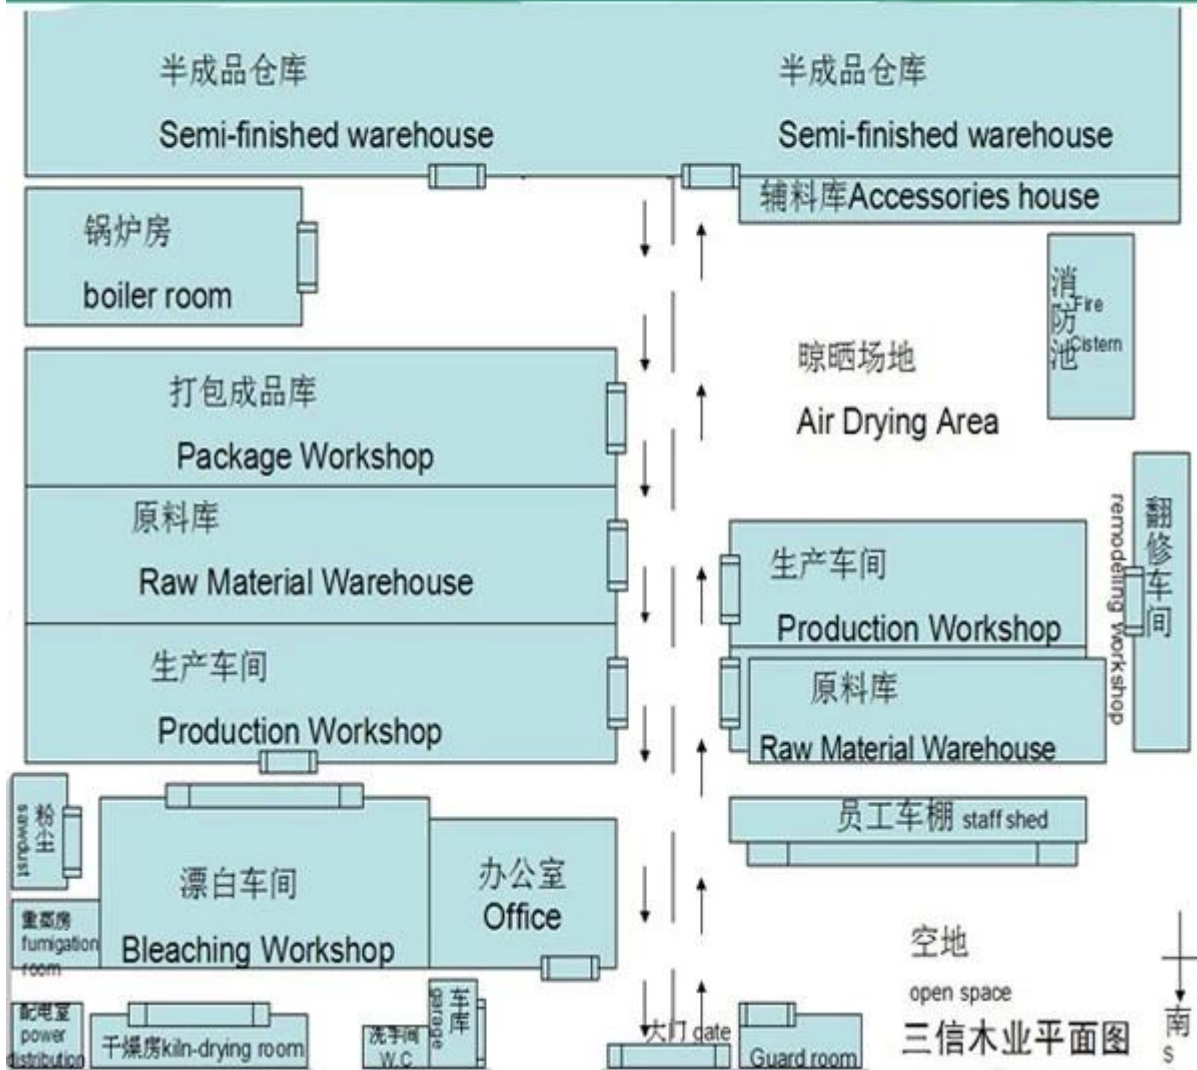 半成品仓库
Semi-finished warehouse
半成品仓库
Semi-finished warehouse
辅料库Accessories house
锅炉房
boiler room
消防池
Fire
Cistern
晾晒场地
Air Drying Area
打包成品库
Package Workshop
原料库
Raw Material Warehouse
生产车间
Production Workshop
生产车间
Production Workshop
原料库
Raw Material Warehouse
翻修车间
remodeling workshop
粉尘
sawdust
漂白车间
Bleaching Workshop
办公室
Office
员工车棚 staff shed
重蒸房
fumigation
room
空地
open space
配电室
power
distribution
干燥房kiln-drying room
洗手间
W.C
车库
garage
大门 gate
Guard room
三信木业平面图
南
S